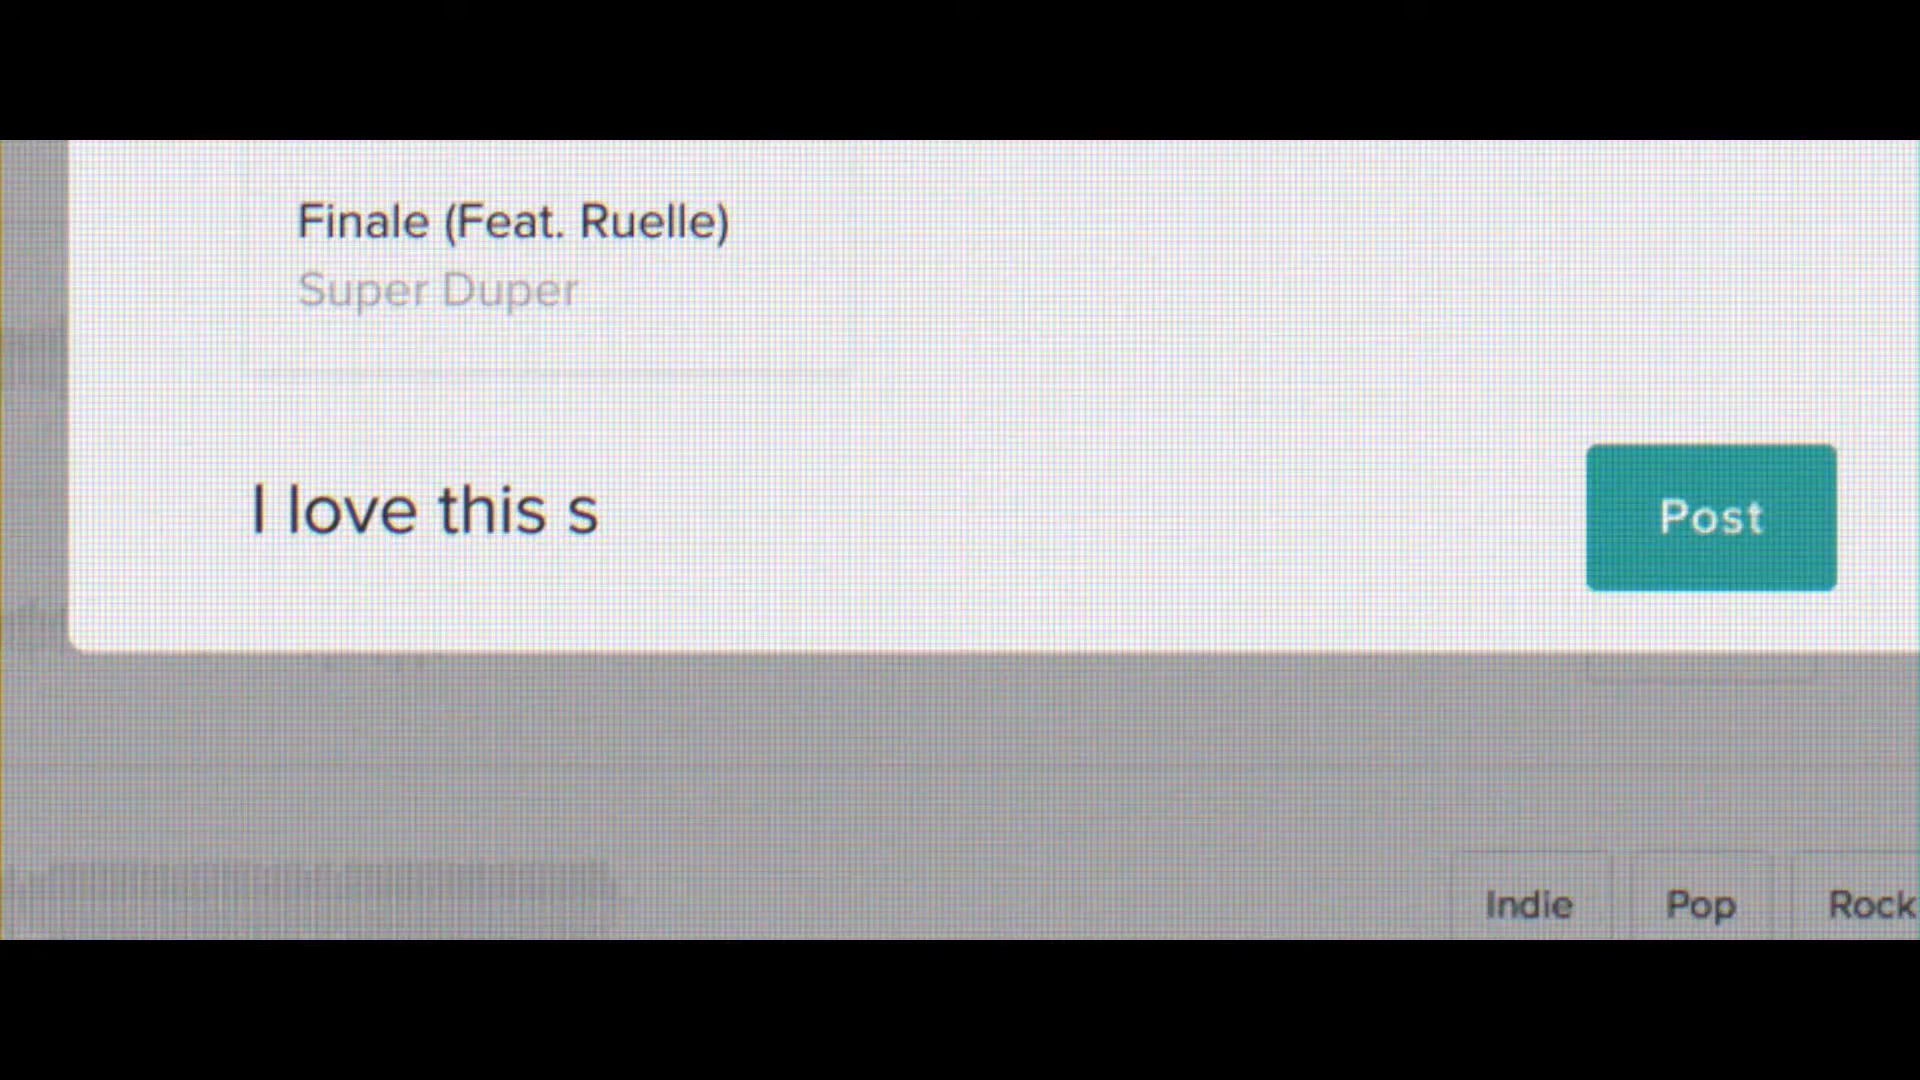 Finale (Feat. Ruelle)
Super Duper
I love this s
Post
Indie
Pop
Rock